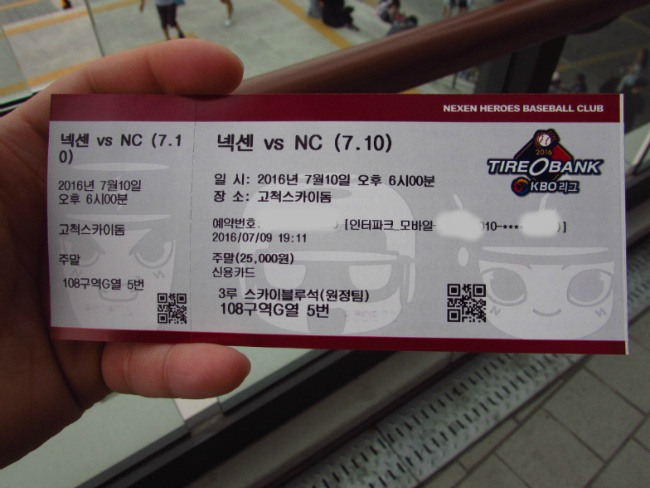 NEXEN HEROES BASEBALL CLUB
넥센 vs NC (7.1
0)
2016년 7월10일
오후 6시00분
고척스카이돔
주말
108구역G열 5번
넥센 vs NC (7.10)
일 시: 2016년 7월10일 오후 6시00분
장 소: 고척스카이돔
예약번호:
[인터파크 모바일-
010-***-
)]
2016/07/09 19:11
주말(25,000원)
신용카드
3루 스카이블루석(원정팀)
108구역G열 5번
2016
TIREBANK
KBO 리그